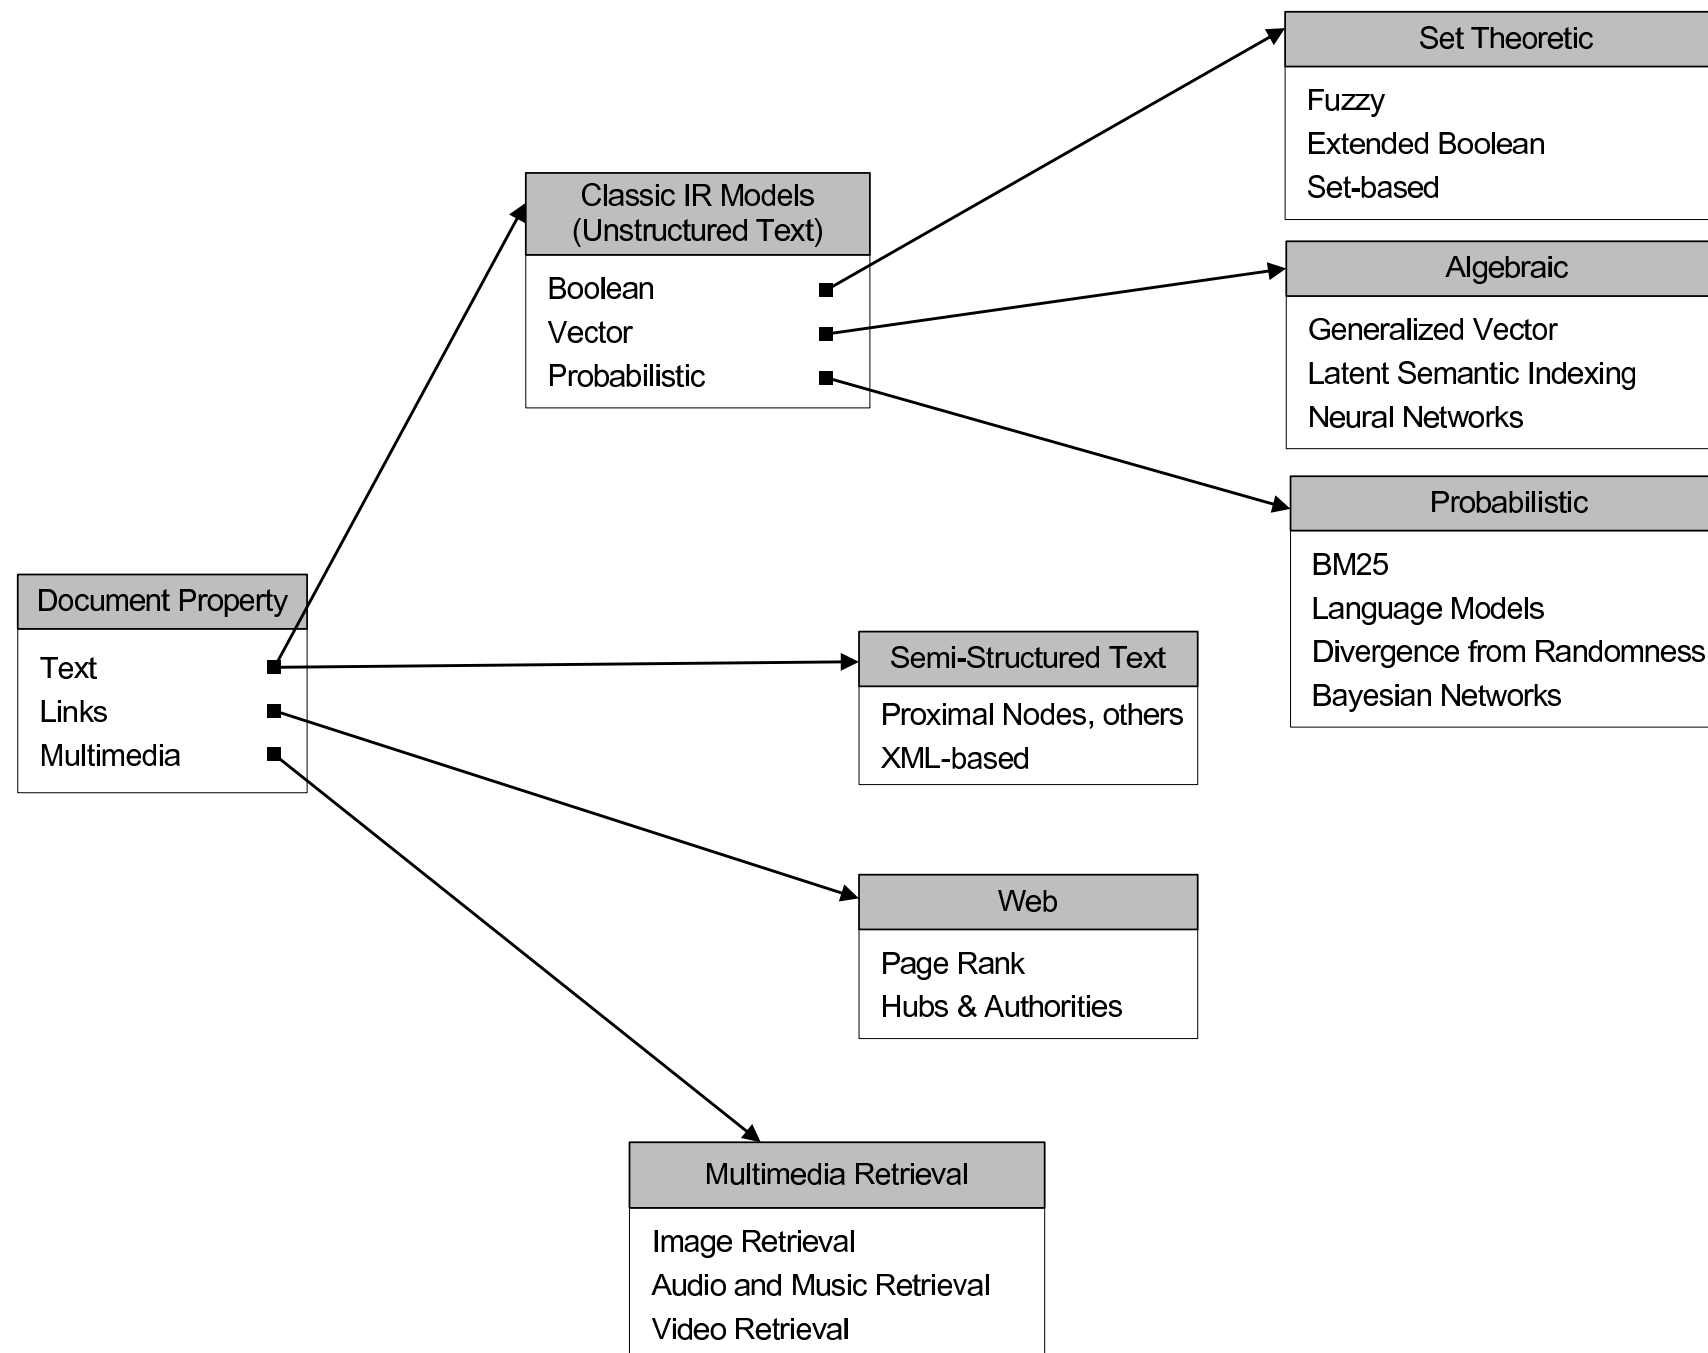 Set Theoretic
Fuzzy
Extended Boolean
Set-based
Classic IR Models
(Unstructured Text)
Boolean
Vector
Probabilistic
Algebraic
Generalized Vector
Latent Semantic Indexing
Neural Networks
Probabilistic
BM25
Language Models
Divergence from Randomness
Bayesian Networks
Document Property
Text
Links
Multimedia
Semi-Structured Text
Proximal Nodes, others
XML-based
Web
Page Rank
Hubs & Authorities
Multimedia Retrieval
Image Retrieval
Audio and Music Retrieval
Video Retrieval